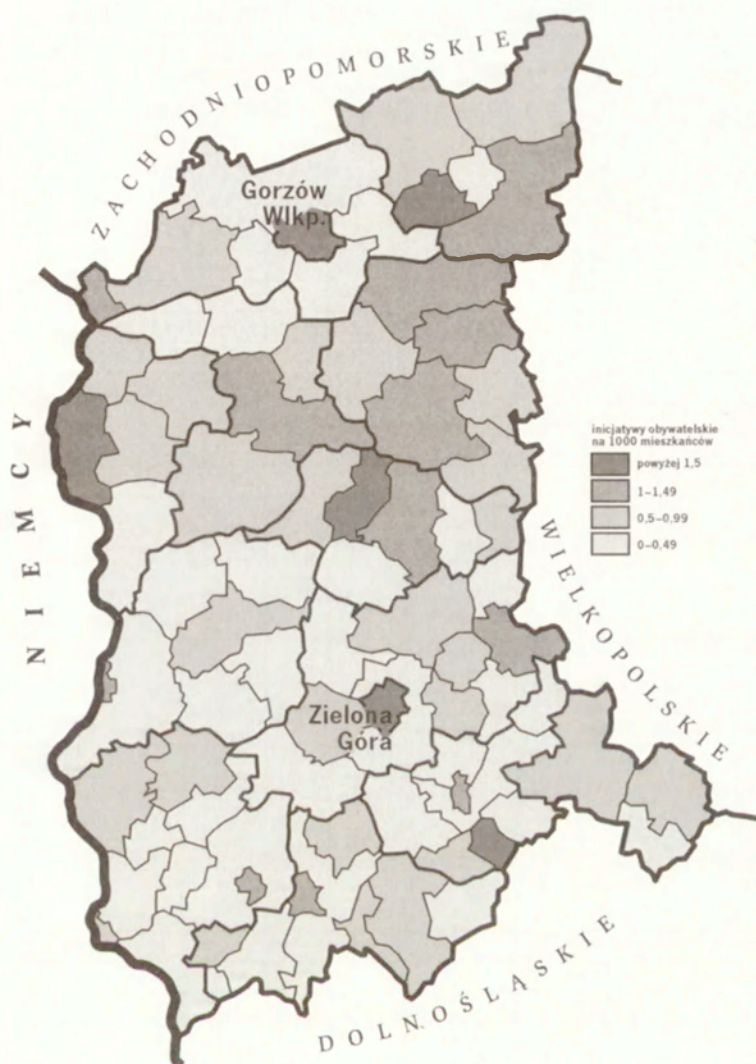 ZACHODNIOPOMORSKIE
Gorzów
Wlkp.
NIEMCY
inicjatywy obywatelskie
na 1000 mieszkańców
powyżej 1,5
1–1,49
0,5–0,99
0–0,49
WIELKOPOLSKIE
Zielona
Góra
DOLNOŚLĄSKIE